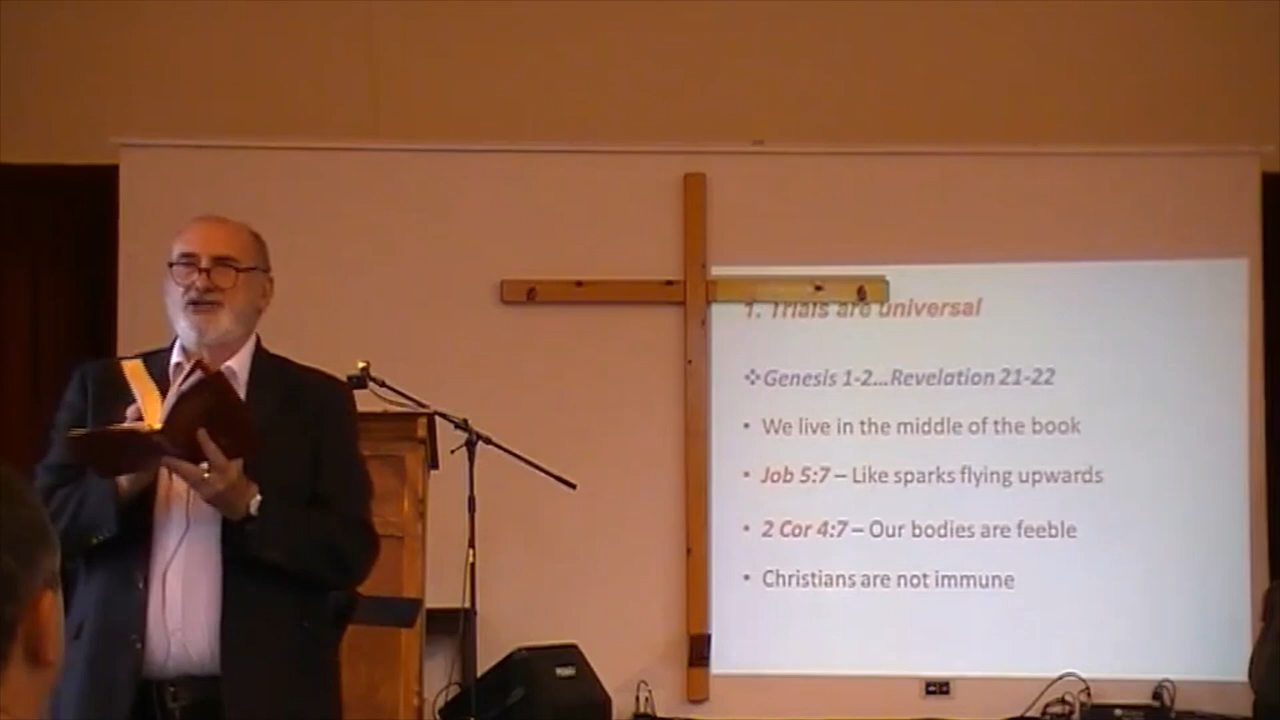 1. Trials are universal
❖Genesis 1-2...Revelation 21-22
• We live in the middle of the book
• Job 5:7 – Like sparks flying upwards
• 2 Cor 4:7 – Our bodies are feeble
• Christians are not immune